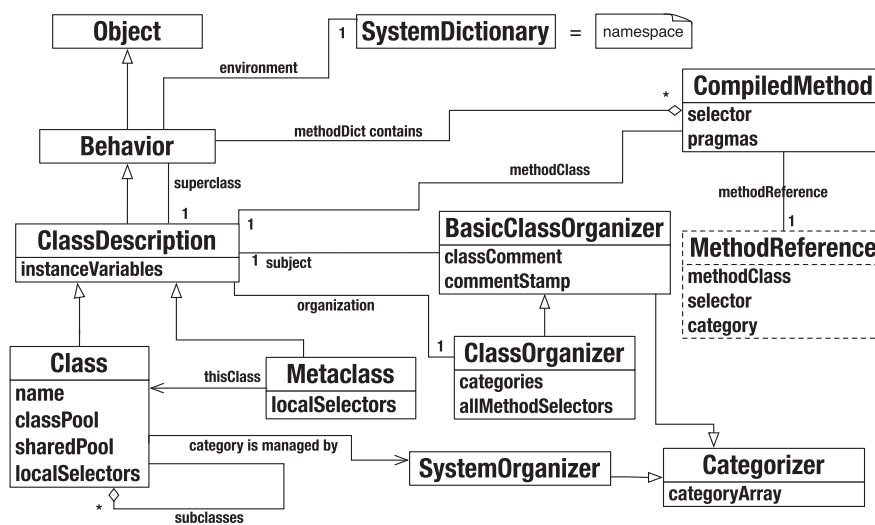 Object
1
SystemDictionary
=
namespace
environment
CompiledMethod
selector
pragmas
*
methodDict contains
Behavior
superclass
methodClass
methodReference
1
1
1
ClassDescription
instanceVariables
1
subject
BasicClassOrganizer
classComment
commentStamp
MethodReference
methodClass
selector
category
organization
1
Class
name
classPool
sharedPool
localSelectors
thisClass
Metaclass
localSelectors
ClassOrganizer
categories
allMethodSelectors
category is managed by
SystemOrganizer
Categorizer
categoryArray
*
subclasses